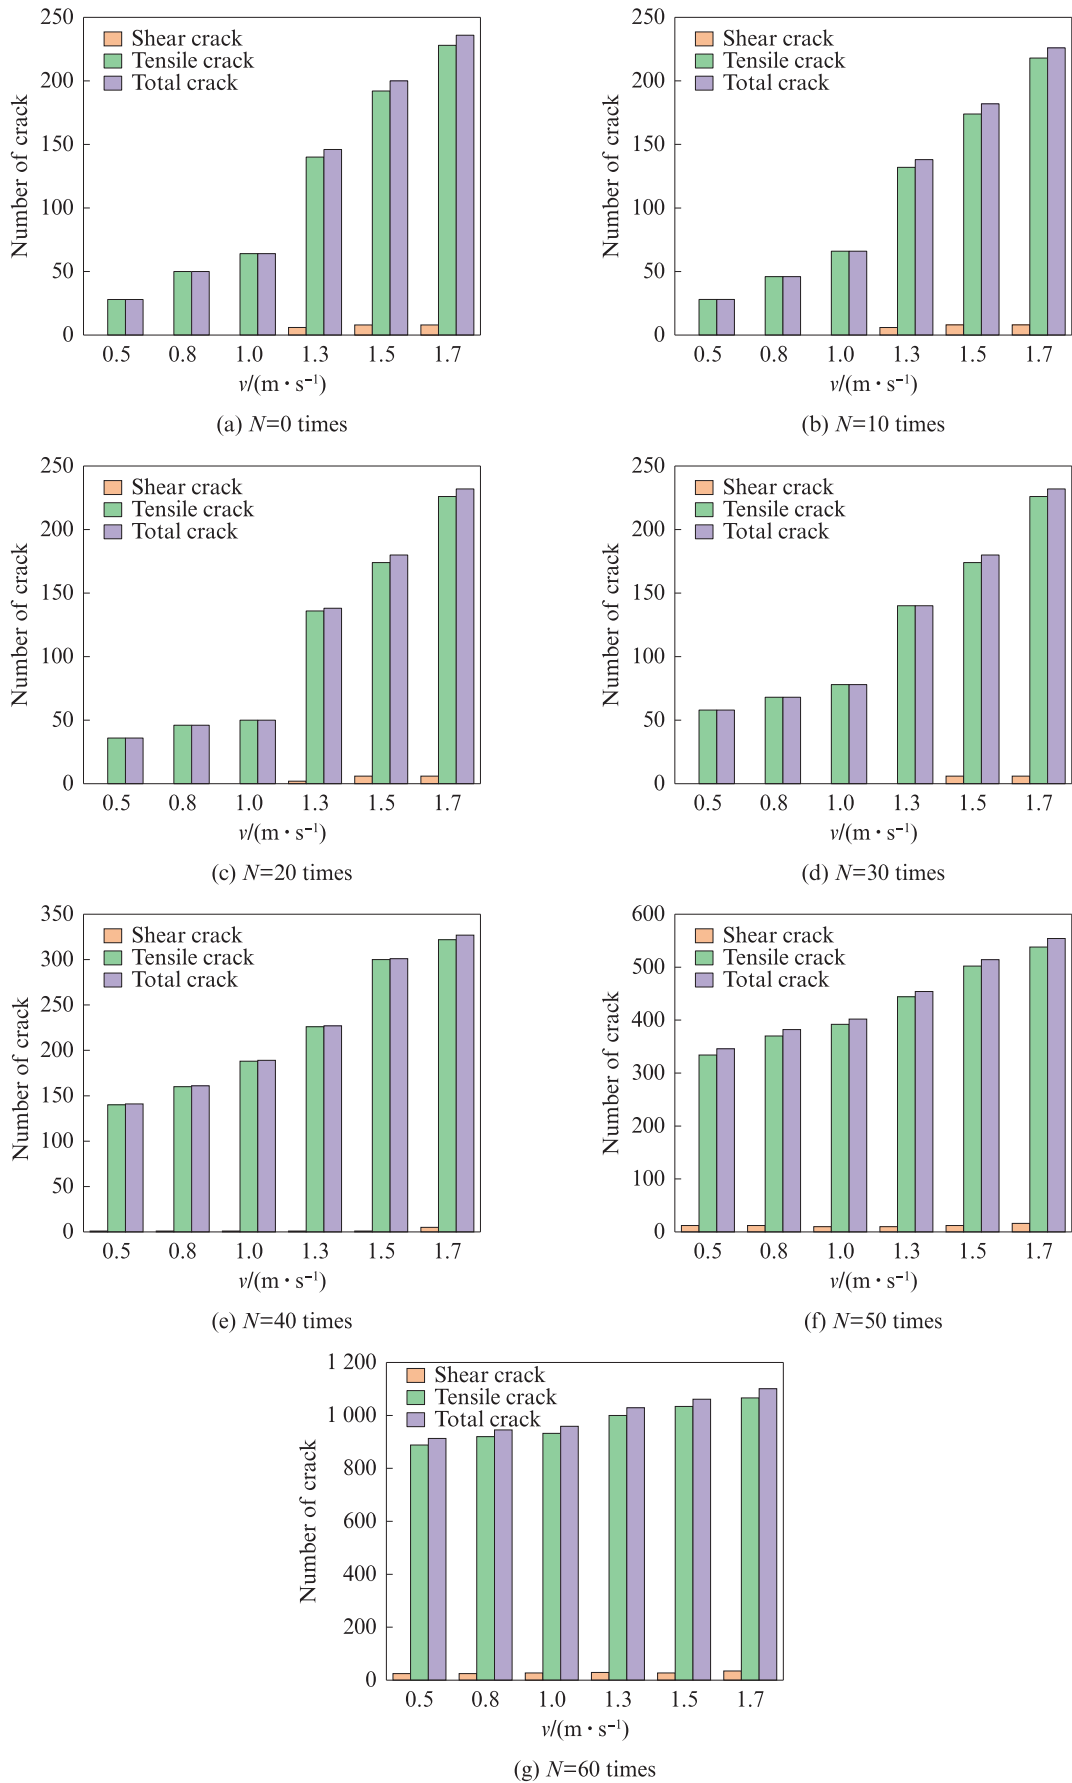 250
200
150
100
50
0
Number of crack
Shear crack
Tensile crack
Total crack
0.5 0.8 1.0 1.3 1.5 1.7
v/(m·s⁻¹)
(a) N=0 times
250
200
150
100
50
0
Number of crack
Shear crack
Tensile crack
Total crack
0.5 0.8 1.0 1.3 1.5 1.7
v/(m·s⁻¹)
(b) N=10 times
250
200
150
100
50
0
Number of crack
Shear crack
Tensile crack
Total crack
0.5 0.8 1.0 1.3 1.5 1.7
v/(m·s⁻¹)
(c) N=20 times
250
200
150
100
50
0
Number of crack
Shear crack
Tensile crack
Total crack
0.5 0.8 1.0 1.3 1.5 1.7
v/(m·s⁻¹)
(d) N=30 times
350
300
250
200
150
100
50
0
Number of crack
Shear crack
Tensile crack
Total crack
0.5 0.8 1.0 1.3 1.5 1.7
v/(m·s⁻¹)
(e) N=40 times
600
500
400
300
200
100
0
Number of crack
Shear crack
Tensile crack
Total crack
0.5 0.8 1.0 1.3 1.5 1.7
v/(m·s⁻¹)
(f) N=50 times
1 200
1 000
800
600
400
200
0
Number of crack
Shear crack
Tensile crack
Total crack
0.5 0.8 1.0 1.3 1.5 1.7
v/(m·s⁻¹)
(g) N=60 times